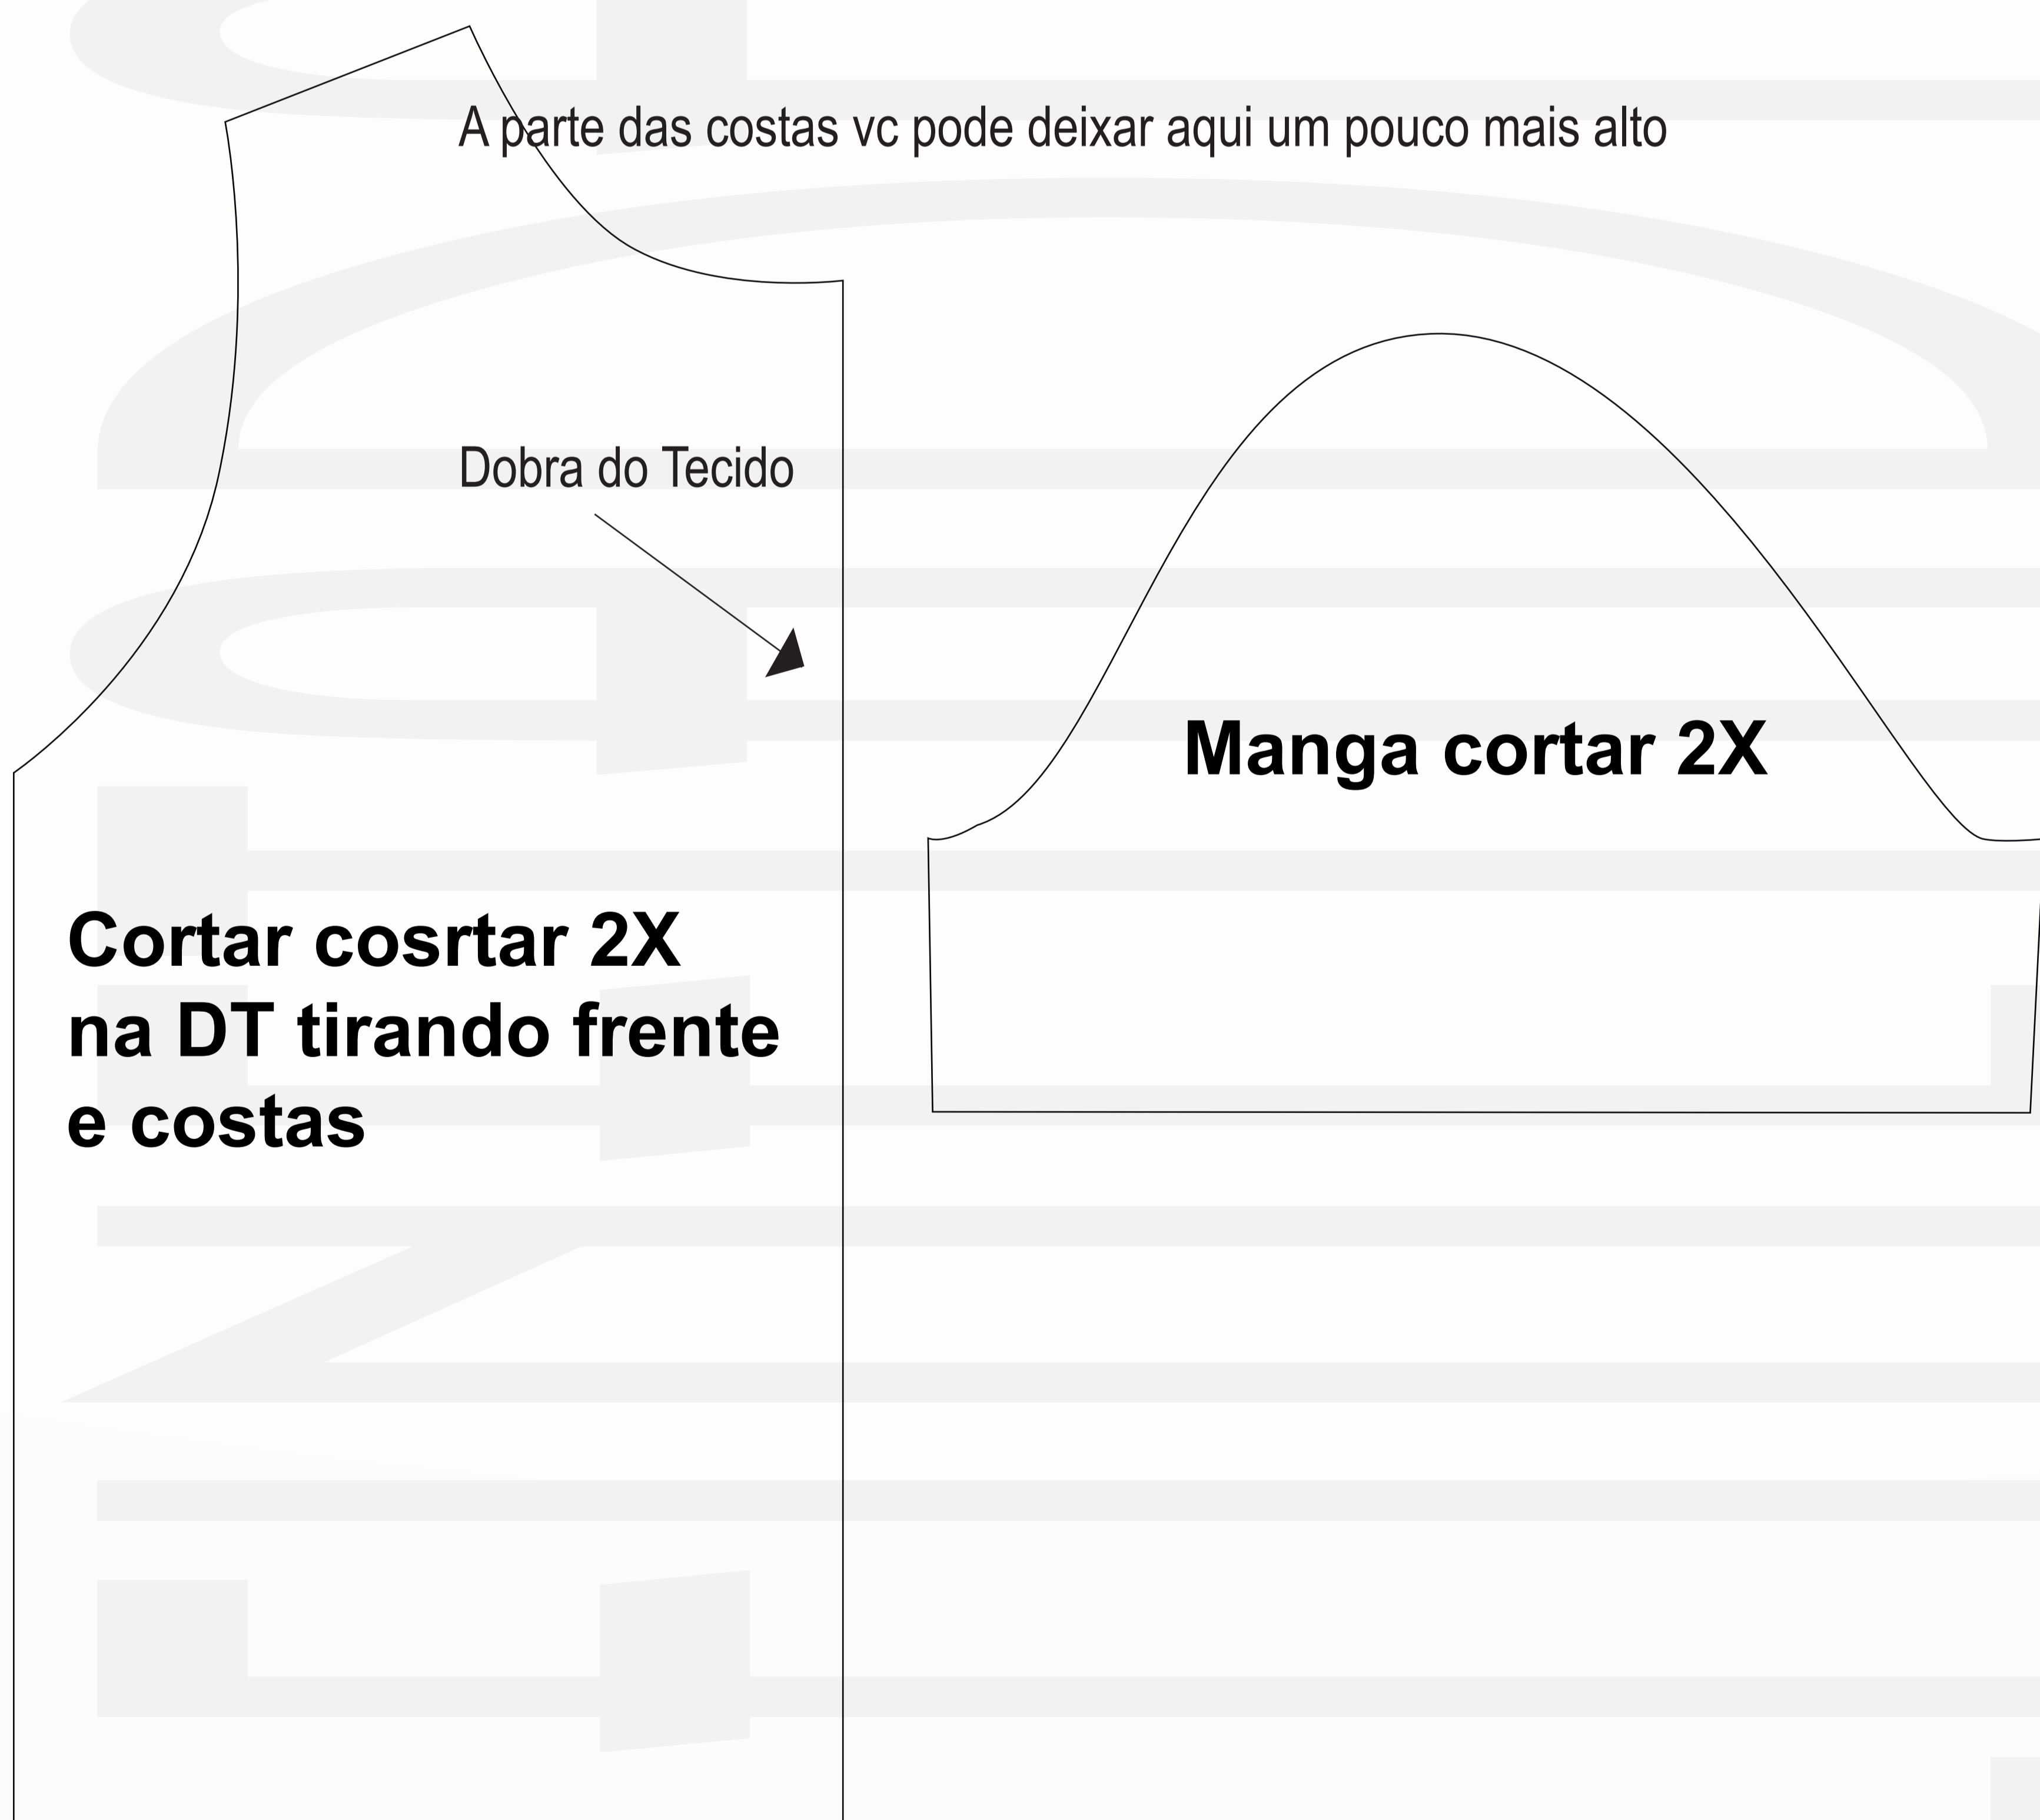 A parte das costas vc pode deixar aqui um pouco mais alto
Dobra do Tecido
Manga cortar 2X
Cortar cosrtar 2X
na DT tirando frente
e costas